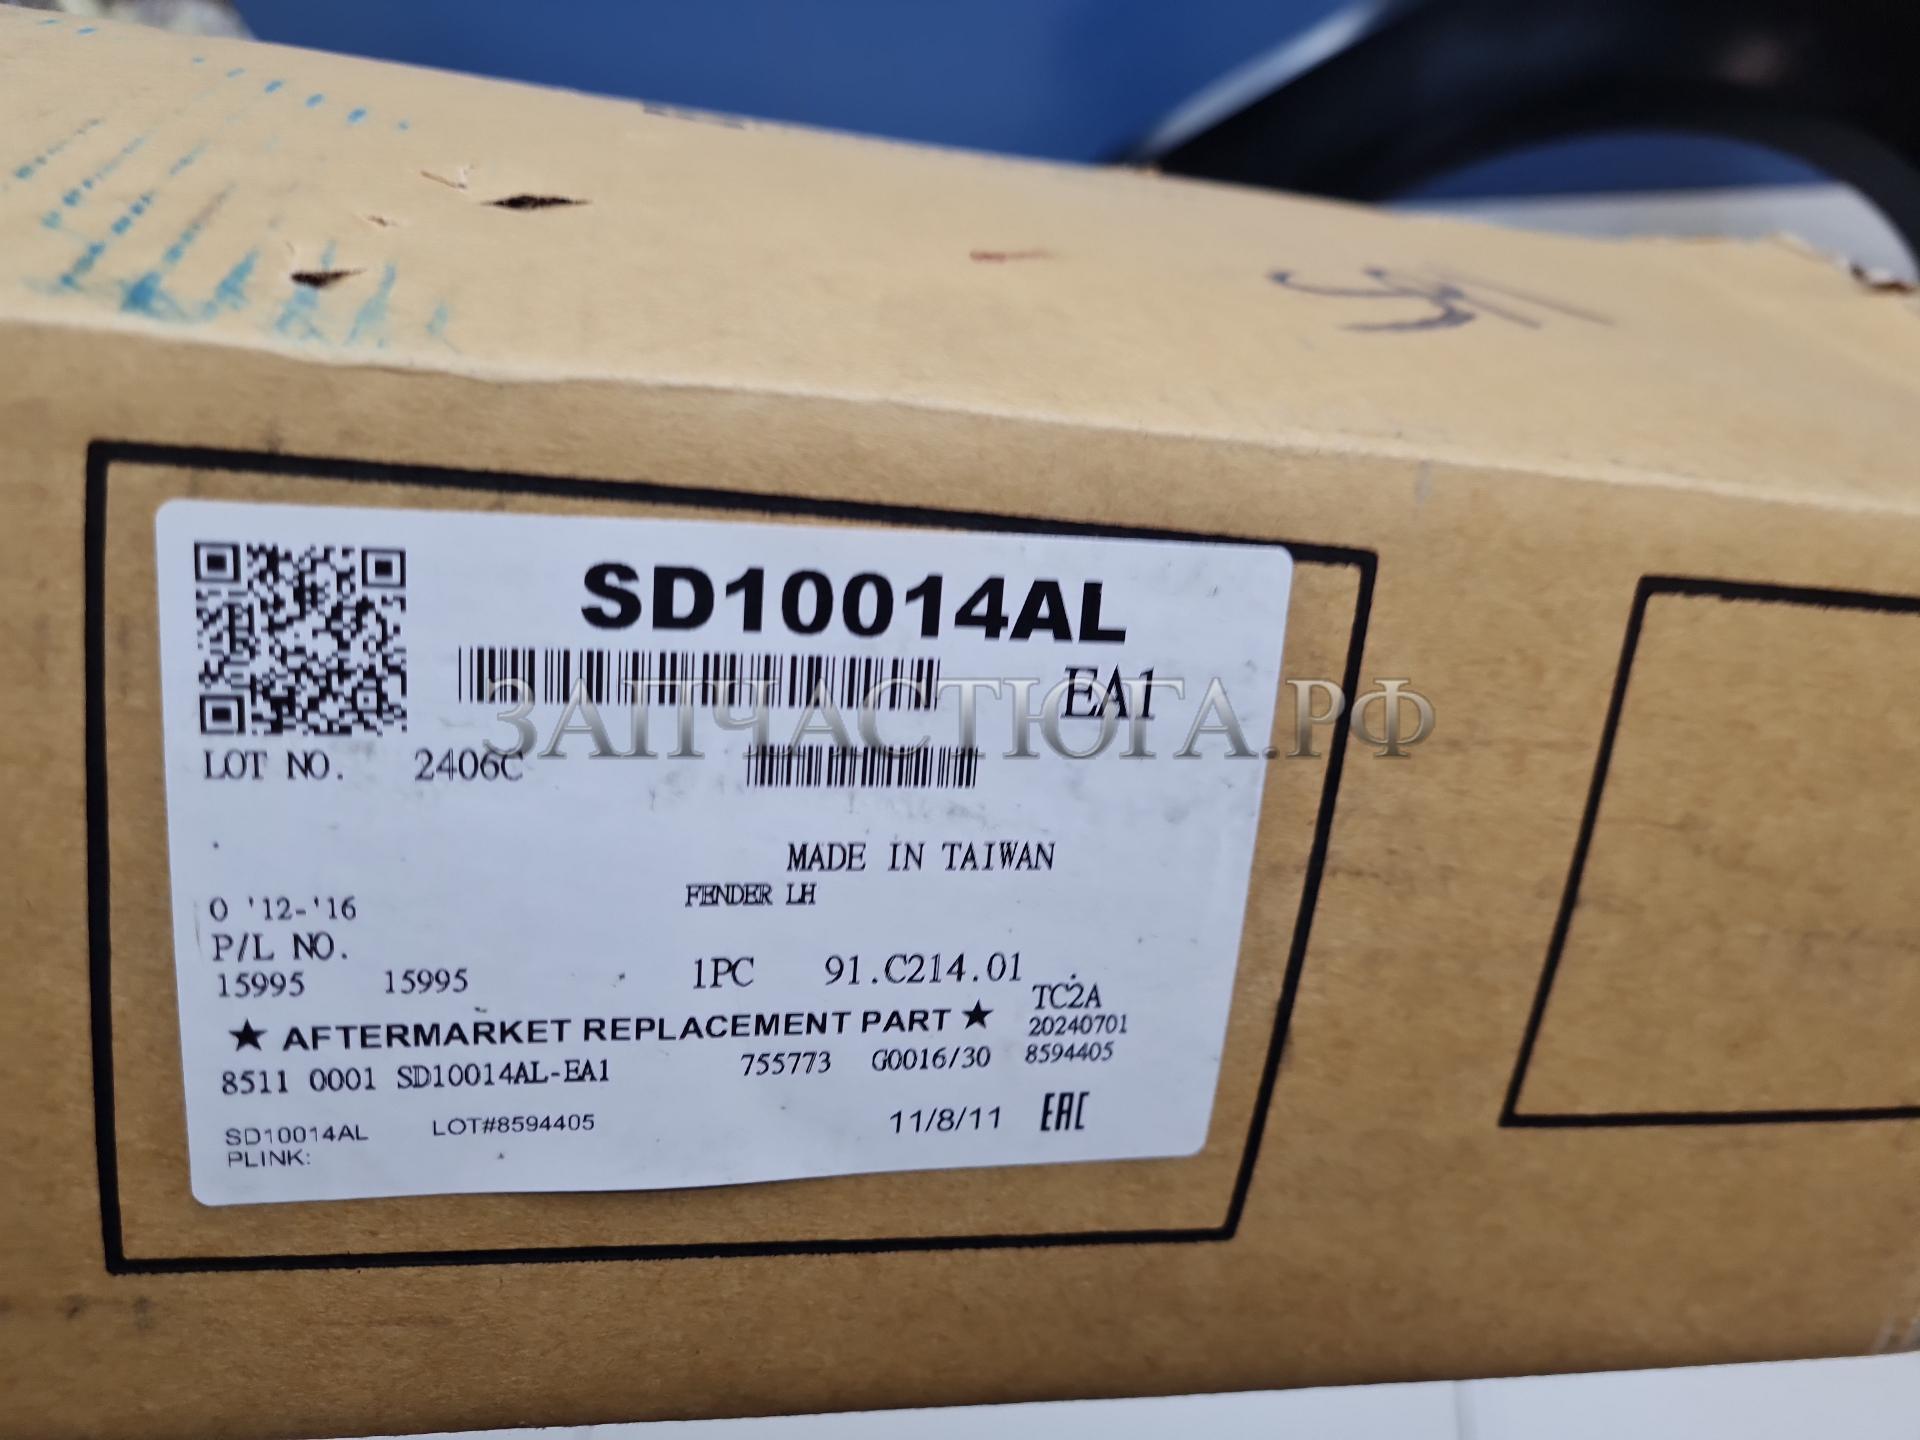 SD10014AL
EA1
ЗАПЧАСТЮГА.РФ
LOT NO. 2406C
MADE IN TAIWAN
FENDER LH
O '12-'16
P/L NO.
15995 15995 1PC 91.C214.01
TC2A
★ AFTERMARKET REPLACEMENT PART ★ 20240701
8511 0001 SD10014AL-EA1 755773 G0016/30 8594405
SD10014AL LOT#8594405 11/8/11 EAC
PLINK: